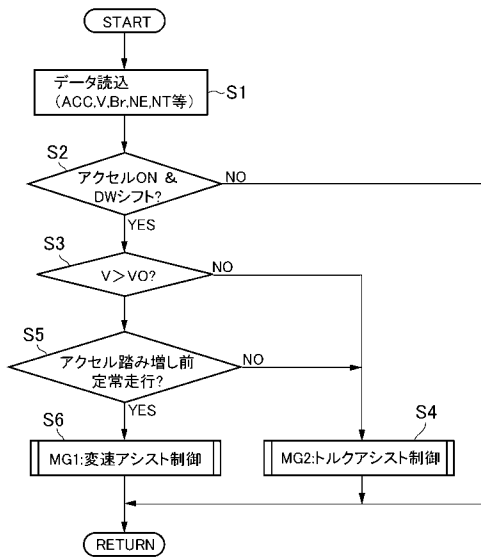 START
データ読込
(ACC,V,Br,NE,NT等)
S1
S2
アクセルON &
DWシフト?
NO
YES
S3
V>VO?
NO
S5
アクセル踏み増し前
定常走行?
NO
YES
S6
MG1:変速アシスト制御
S4
MG2:トルクアシスト制御
RETURN